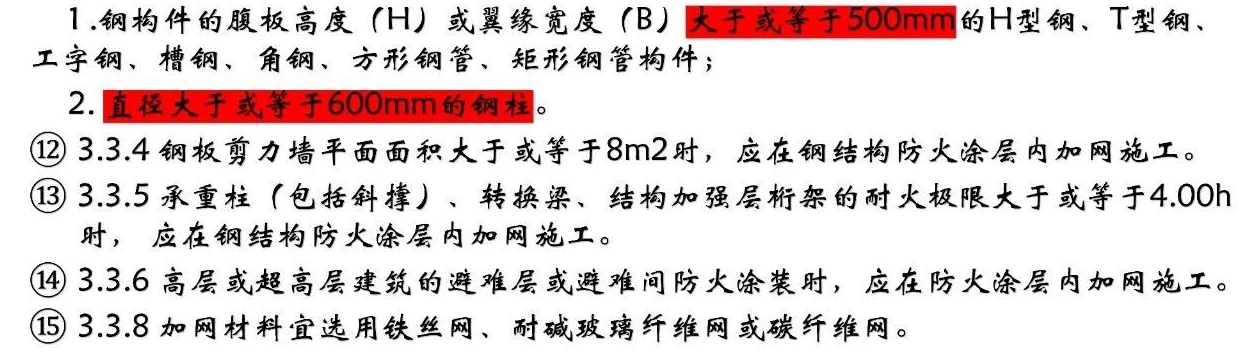 1.钢构件的腹板高度（H）或翼缘宽度（B）大于或等于500mm的H型钢、T型钢、
工字钢、槽钢、角钢、方形钢管、矩形钢管构件；
2.直径大于或等于600mm的钢柱。
⑫ 3.3.4 钢板剪力墙平面面积大于或等于8m2时，应在钢结构防火涂层内加网施工。
⑬ 3.3.5 承重柱（包括斜撑）、转换梁、结构加强层桁架的耐火极限大于或等于4.00h
时， 应在钢结构防火涂层内加网施工。
⑭ 3.3.6 高层或超高层建筑的避难层或避难间防火涂装时，应在防火涂层内加网施工。
⑮ 3.3.8 加网材料宜选用铁丝网、耐碱玻璃纤维网或碳纤维网。